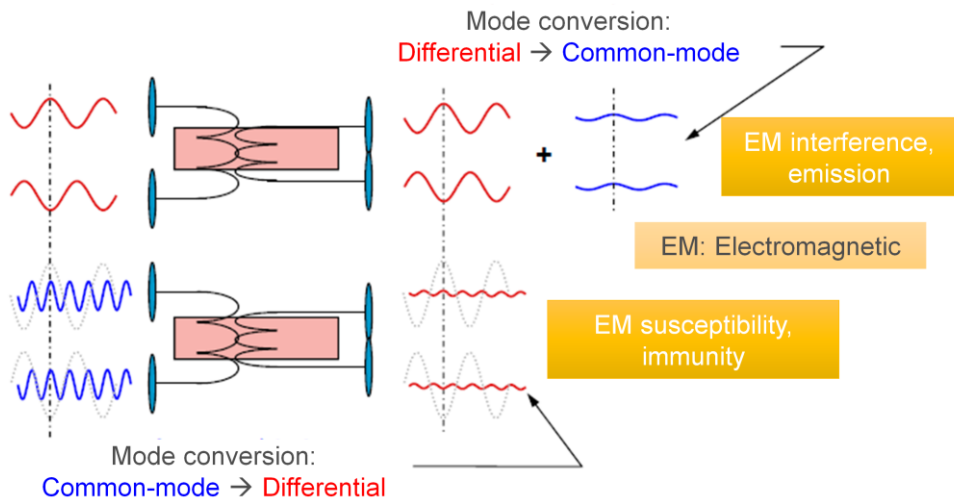 Mode conversion:
Differential → Common-mode
+
EM interference,
emission
EM: Electromagnetic
EM susceptibility,
immunity
Mode conversion:
Common-mode → Differential